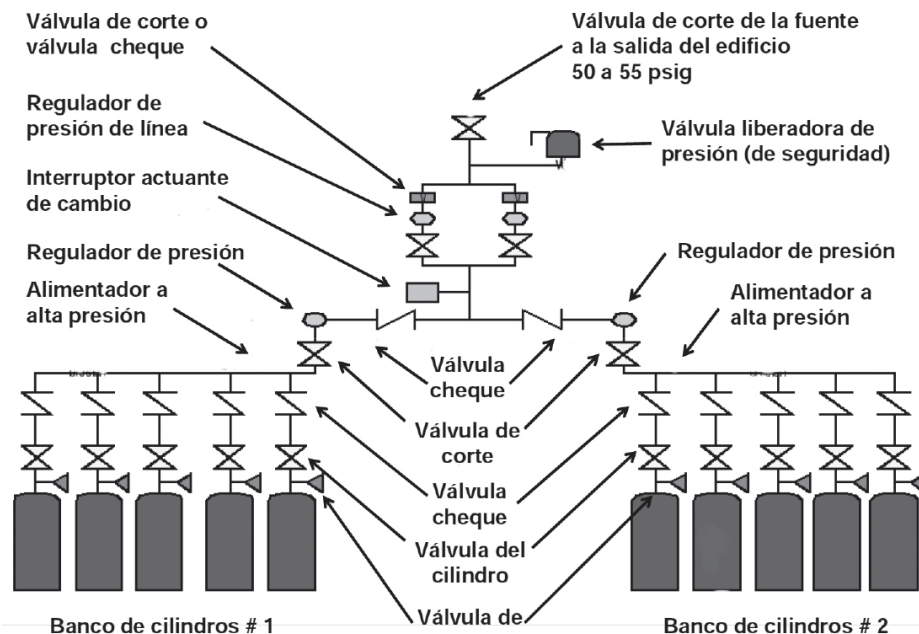 Válvula de corte o
válvula cheque
Válvula de corte de la fuente
a la salida del edificio
50 a 55 psig
Regulador de
presión de línea
Válvula liberadora de
presión (de seguridad)
Interruptor actuante
de cambio
Regulador de presión
Regulador de presión
Alimentador a
alta presión
Alimentador a
alta presión
Válvula
cheque
Válvula de
corte
Válvula
cheque
Válvula del
cilindro
Válvula de
Banco de cilindros # 1
Banco de cilindros # 2